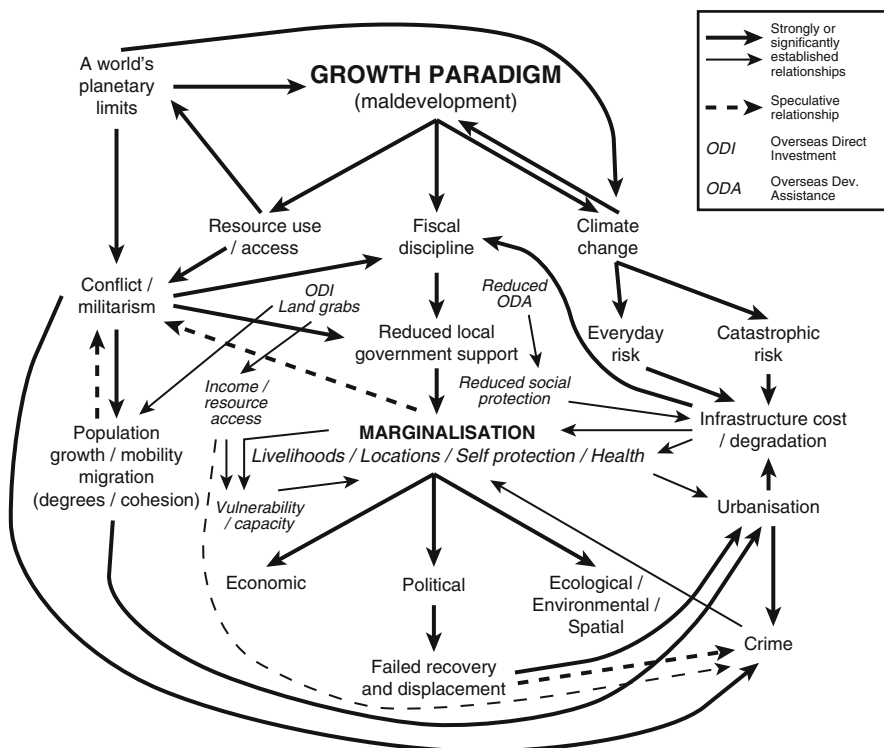 A world's
planetary
limits
GROWTH PARADIGM
(maldevelopment)
Strongly or
significantly
established
relationships
Speculative
relationship
ODI Overseas Direct
Investment
ODA Overseas Dev.
Assistance
Resource use
/ access
Fiscal
discipline
Climate
change
Conflict /
militarism
ODI
Land grabs
Reduced
ODA
Reduced local
government support
Everyday
risk
Catastrophic
risk
Income /
resource
access
Reduced social
protection
Population
growth / mobility
migration
(degrees / cohesion)
MARGINALISATION
Livelihoods / Locations / Self protection / Health
Infrastructure cost
/ degradation
Vulnerability
/ capacity
Urbanisation
Economic
Political
Ecological /
Environmental /
Spatial
Failed recovery
and displacement
Crime